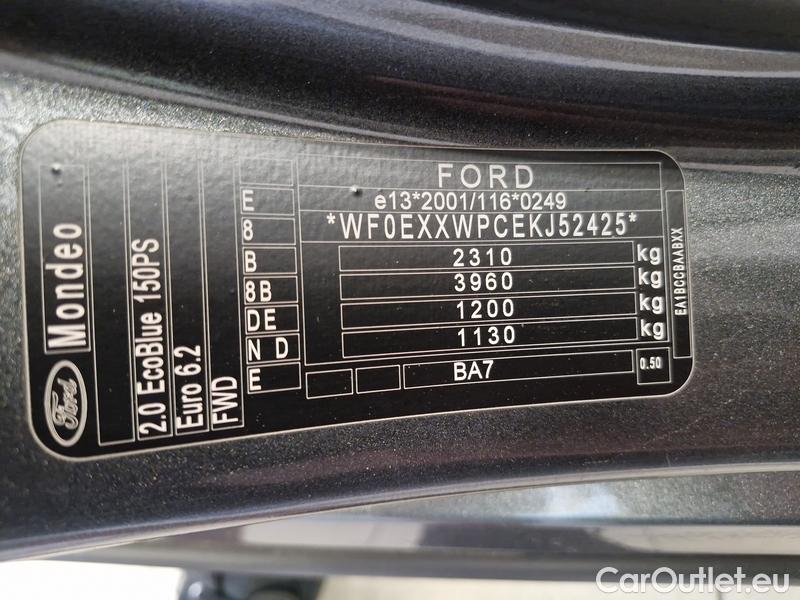 FORD
e13*2001/116*0249
*WF0EXXWPCEKJ52425*
2310 kg
3960 kg
1200 kg
1130 kg
BA7
0.50
E
8
B
8B
DE
N D
E
EA1BCCBAABXX
Ford
Mondeo
2.0 EcoBlue 150PS
Euro 6.2
FWD
CarOutlet.eu